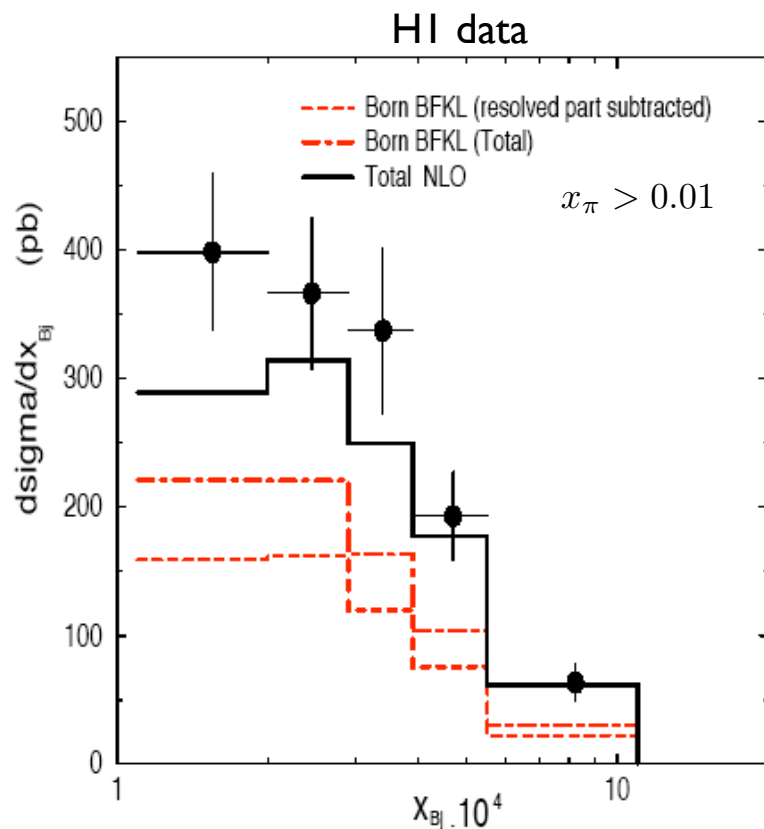 H1 data
500
400
300
200
100
0
dsigma/dx_Bj (pb)
Born BFKL (resolved part subtracted)
Born BFKL (Total)
Total NLO
x_π > 0.01
1
10
x_Bj . 10^4